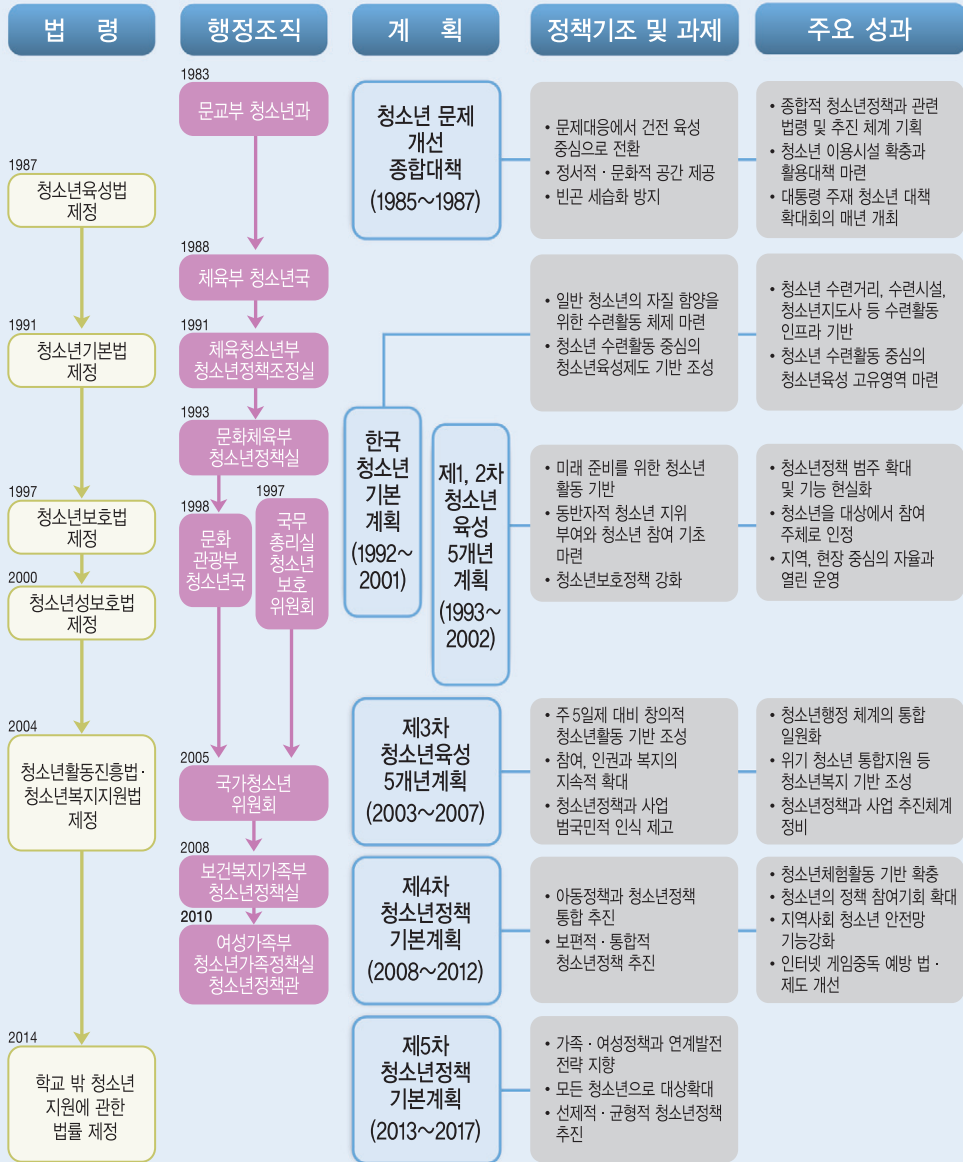 법 령
행정조직
계 획
정책기조 및 과제
주요 성과
1987
청소년육성법
제정
1991
청소년기본법
제정
1997
청소년보호법
제정
2000
청소년성보호법
제정
2004
청소년활동진흥법·
청소년복지지원법
제정
2014
학교 밖 청소년
지원에 관한
법률 제정
1983
문교부 청소년과
1988
체육부 청소년국
1991
체육청소년부
청소년정책조정실
1993
문화체육부
청소년정책실
1998
문화
관광부
청소년국
1997
국무
총리실
청소년
보호
위원회
2005
국가청소년
위원회
2008
보건복지가족부
청소년정책실
2010
여성가족부
청소년가족정책실
청소년정책관
청소년 문제
개선
종합대책
(1985~1987)
한국
청소년
기본
계획
(1992~
2001)
제1, 2차
청소년
육성
5개년
계획
(1993~
2002)
제3차
청소년육성
5개년계획
(2003~2007)
제4차
청소년정책
기본계획
(2008~2012)
제5차
청소년정책
기본계획
(2013~2017)
• 문제대응에서 건전 육성
중심으로 전환
• 정서적·문화적 공간 제공
• 빈곤 세습화 방지
• 일반 청소년의 자질 함양을
위한 수련활동 체제 마련
• 청소년 수련활동 중심의
청소년육성제도 기반 조성
• 미래 준비를 위한 청소년
활동 기반
• 동반자적 청소년 지위
부여와 청소년 참여 기초
마련
• 청소년보호정책 강화
• 주5일제 대비 창의적
청소년활동 기반 조성
• 참여, 인권과 복지의
지속적 확대
• 청소년정책과 사업
범국민적 인식 제고
• 아동정책과 청소년정책
통합 추진
• 보편적·통합적
청소년정책 추진
• 가족·여성정책과 연계발전
전략 지향
• 모든 청소년으로 대상확대
• 선제적·균형적 청소년정책
추진
• 종합적 청소년정책과 관련
법령 및 추진 체계 기획
• 청소년 이용시설 확충과
활용대책 마련
• 대통령 주재 청소년 대책
확대회의 매년 개최
• 청소년 수련거리, 수련시설,
청소년지도사 등 수련활동
인프라 기반
• 청소년 수련활동 중심의
청소년육성 고유영역 마련
• 청소년정책 범주 확대
및 기능 현실화
• 청소년을 대상에서 참여
주체로 인정
• 지역, 현장 중심의 자율과
열린 운영
• 청소년행정 체계의 통합
일원화
• 위기 청소년 통합지원 등
청소년복지 기반 조성
• 청소년정책과 사업 추진체계
정비
• 청소년체험활동 기반 확충
• 청소년의 정책 참여기회 확대
• 지역사회 청소년 안전망
기능강화
• 인터넷 게임중독 예방 법·
제도 개선